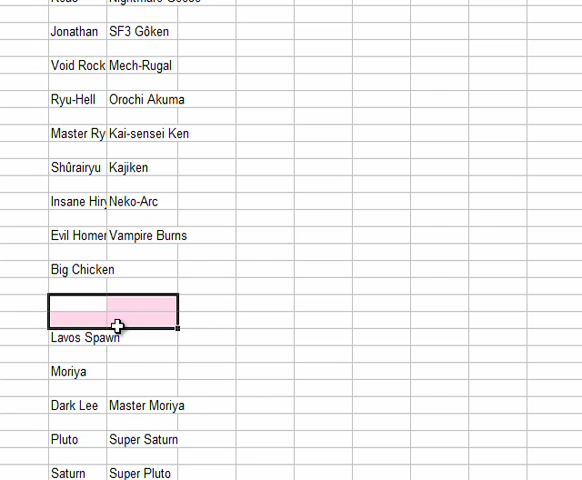 Jonathan SF3 Gôken
Void Rock Mech-Rugal
Ryu-Hell Orochi Akuma
Master Ry Kai-sensei Ken
Shûrairyu Kajiken
Insane Hiry Neko-Arc
Evil Homer Vampire Burns
Big Chicken
Lavos Spawn
Moriya
Dark Lee Master Moriya
Pluto Super Saturn
Saturn Super Pluto